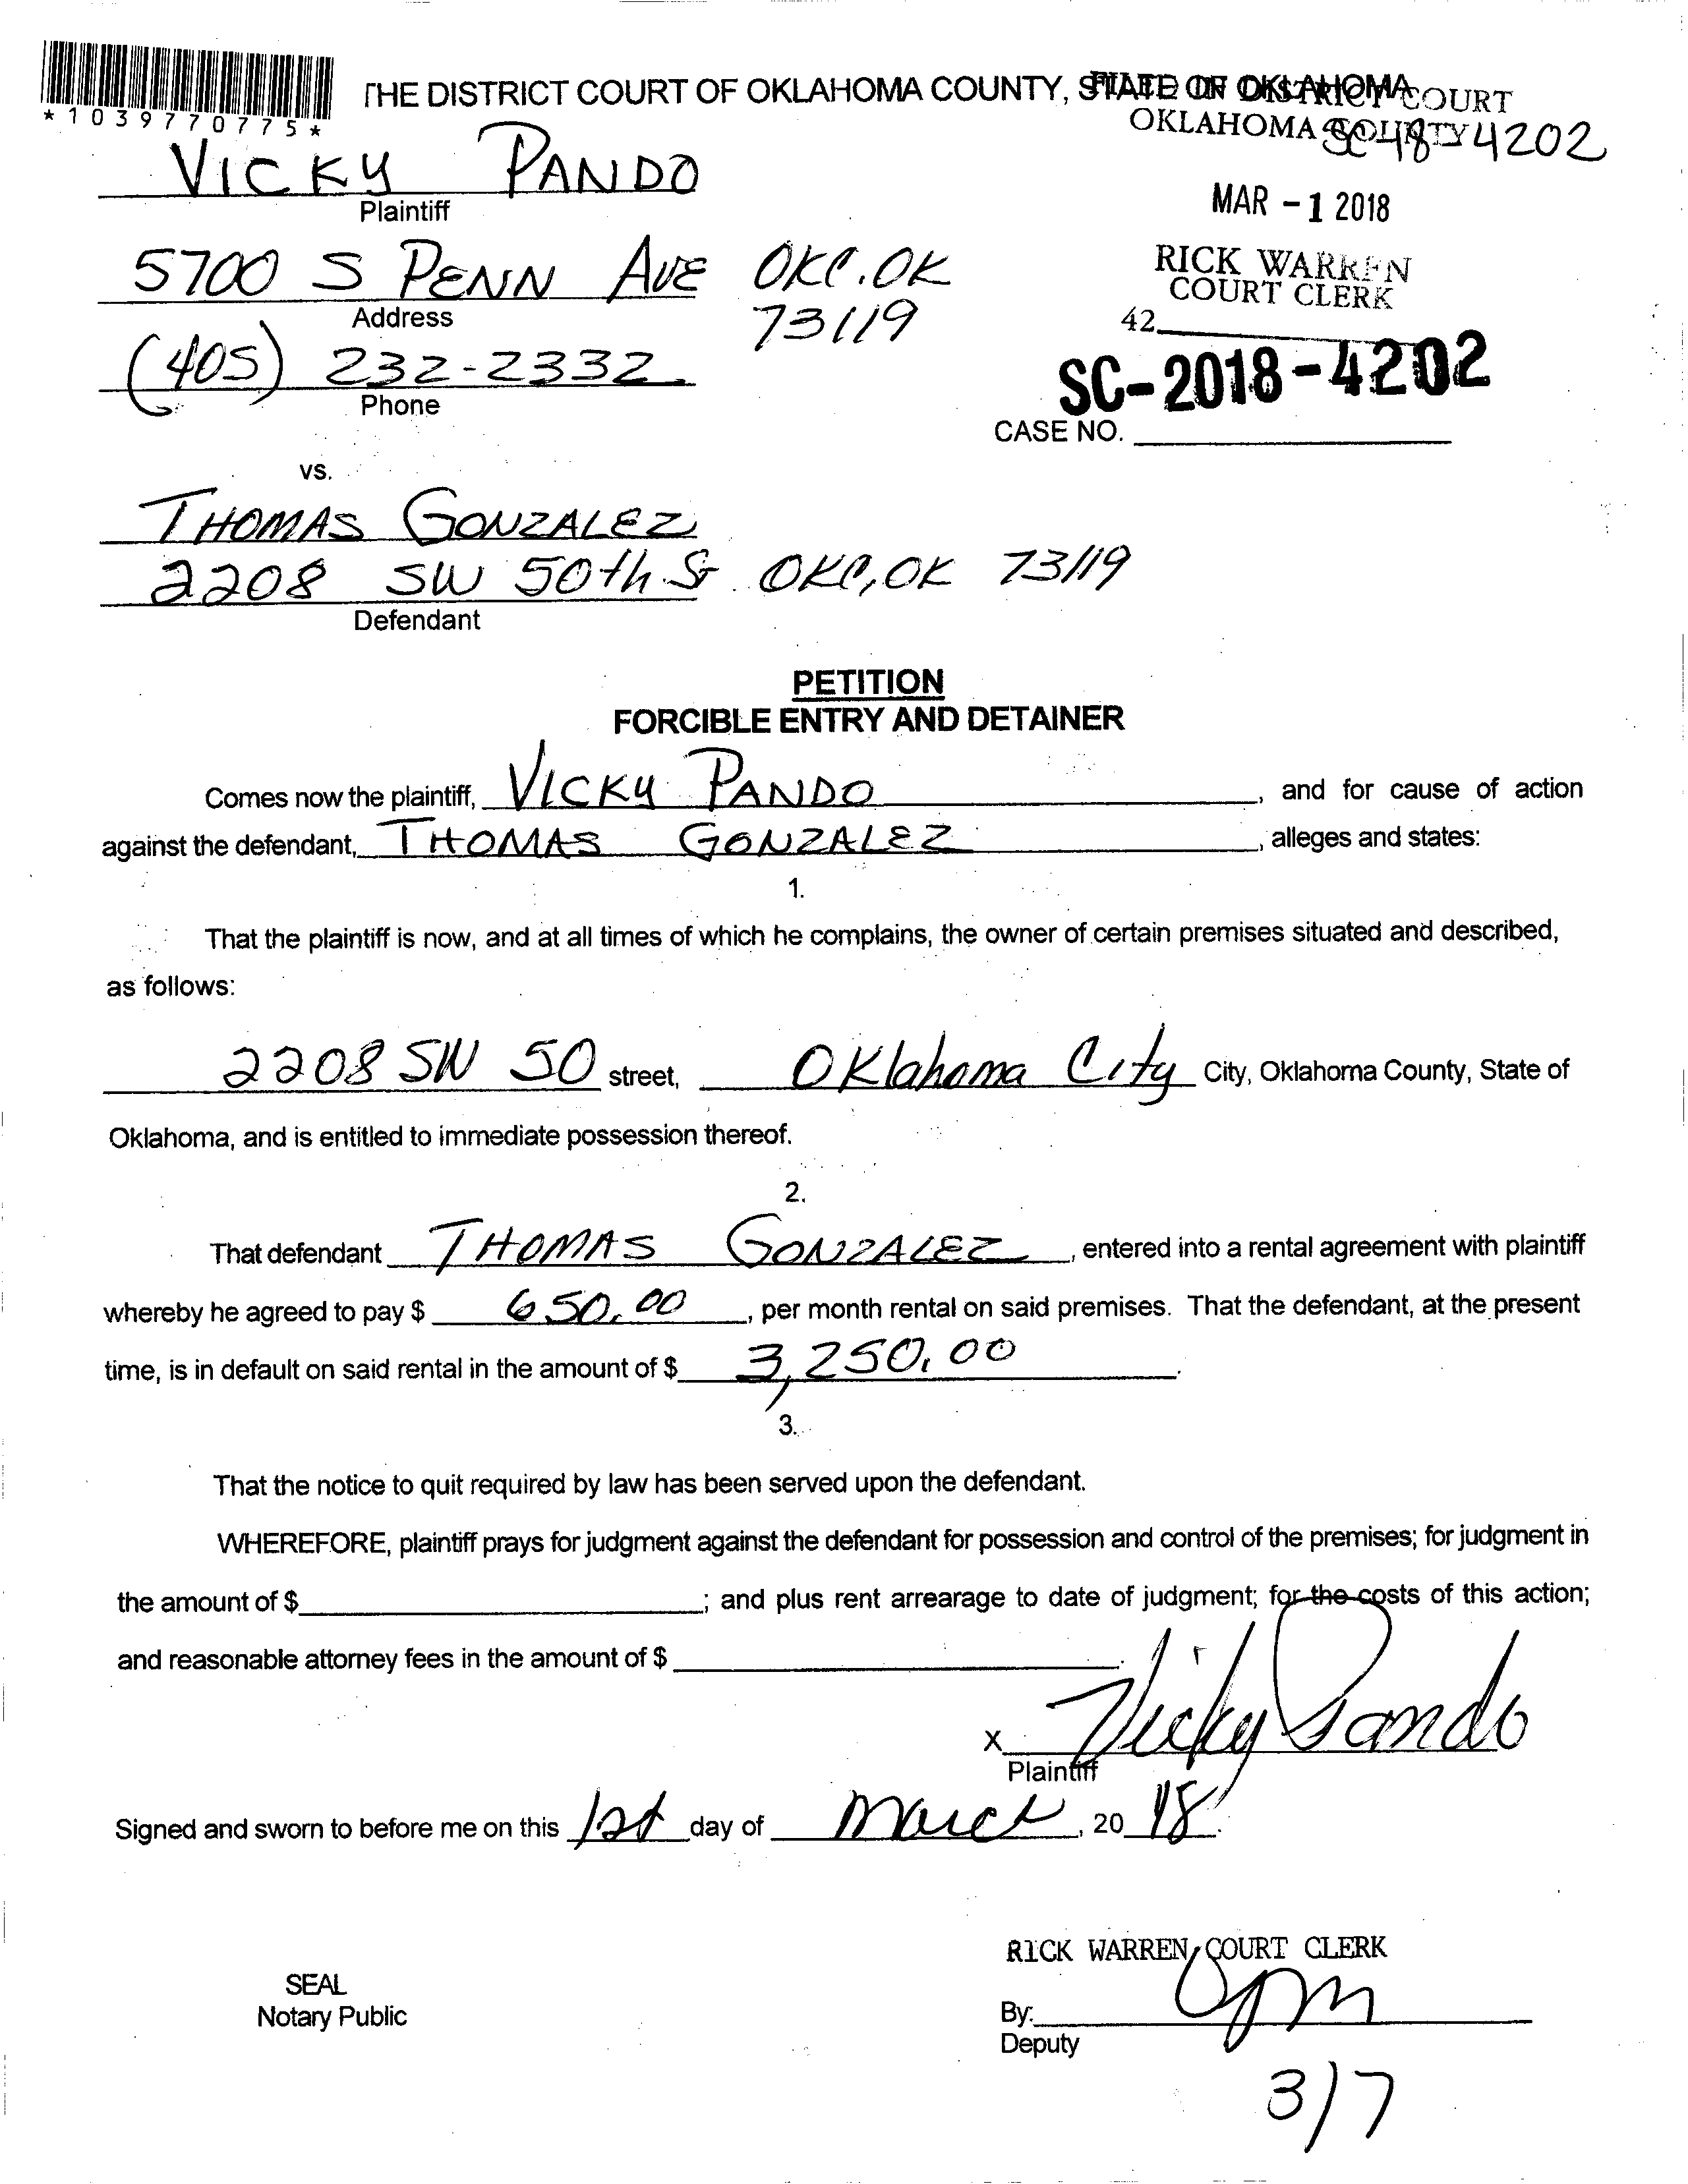 *1039770775*
THE DISTRICT COURT OF OKLAHOMA COUNTY, STATE OF OKLAHOMA
FILED IN DISTRICT COURT
OKLAHOMA COUNTY
SC-18-4202
VICKY PANDO
Plaintiff
MAR - 1 2018
5700 S PENN AVE OKC. OK
73119
Address
RICK WARREN
COURT CLERK
42
(405) 232-2332
Phone
SC-2018-4202
CASE NO.
vs.
THOMAS GONZALEZ
2208 SW 50th St OKC, OK 73119
Defendant
PETITION
FORCIBLE ENTRY AND DETAINER
Comes now the plaintiff, VICKY PANDO, and for cause of action
against the defendant, THOMAS GONZALEZ, alleges and states:
1.
That the plaintiff is now, and at all times of which he complains, the owner of certain premises situated and described,
as follows:
2208 SW 50 street, Oklahoma City City, Oklahoma County, State of
Oklahoma, and is entitled to immediate possession thereof.
2.
That defendant THOMAS GONZALEZ, entered into a rental agreement with plaintiff
whereby he agreed to pay $ 650.00, per month rental on said premises. That the defendant, at the present
time, is in default on said rental in the amount of $ 3,250.00.
3.
That the notice to quit required by law has been served upon the defendant.
WHEREFORE, plaintiff prays for judgment against the defendant for possession and control of the premises; for judgment in
the amount of $; and plus rent arrearage to date of judgment; for the costs of this action;
and reasonable attorney fees in the amount of $.
X Vicky Pando
Plaintiff
Signed and sworn to before me on this 1st day of March, 20 18.
RICK WARREN, COURT CLERK
SEAL
Notary Public
By:
Deputy
3/7